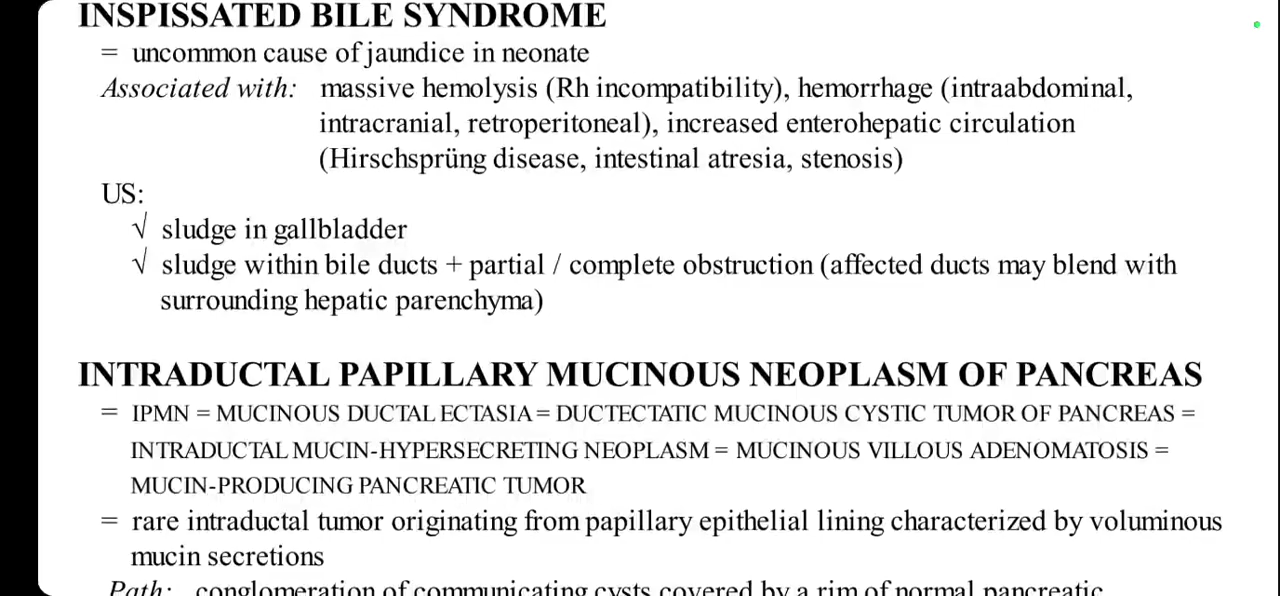 INSPISSATED BILE SYNDROME
= uncommon cause of jaundice in neonate
Associated with: massive hemolysis (Rh incompatibility), hemorrhage (intraabdominal,
intracranial, retroperitoneal), increased enterohepatic circulation
(Hirschsprüng disease, intestinal atresia, stenosis)
US:
√ sludge in gallbladder
√ sludge within bile ducts + partial / complete obstruction (affected ducts may blend with
surrounding hepatic parenchyma)
INTRADUCTAL PAPILLARY MUCINOUS NEOPLASM OF PANCREAS
= IPMN = MUCINOUS DUCTAL ECTASIA = DUCTECTATIC MUCINOUS CYSTIC TUMOR OF PANCREAS =
INTRADUCTAL MUCIN-HYPERSECRETING NEOPLASM = MUCINOUS VILLOUS ADENOMATOSIS =
MUCIN-PRODUCING PANCREATIC TUMOR
= rare intraductal tumor originating from papillary epithelial lining characterized by voluminous
mucin secretions
Path: conglomeration of communicating cysts covered by a rim of normal pancreatic